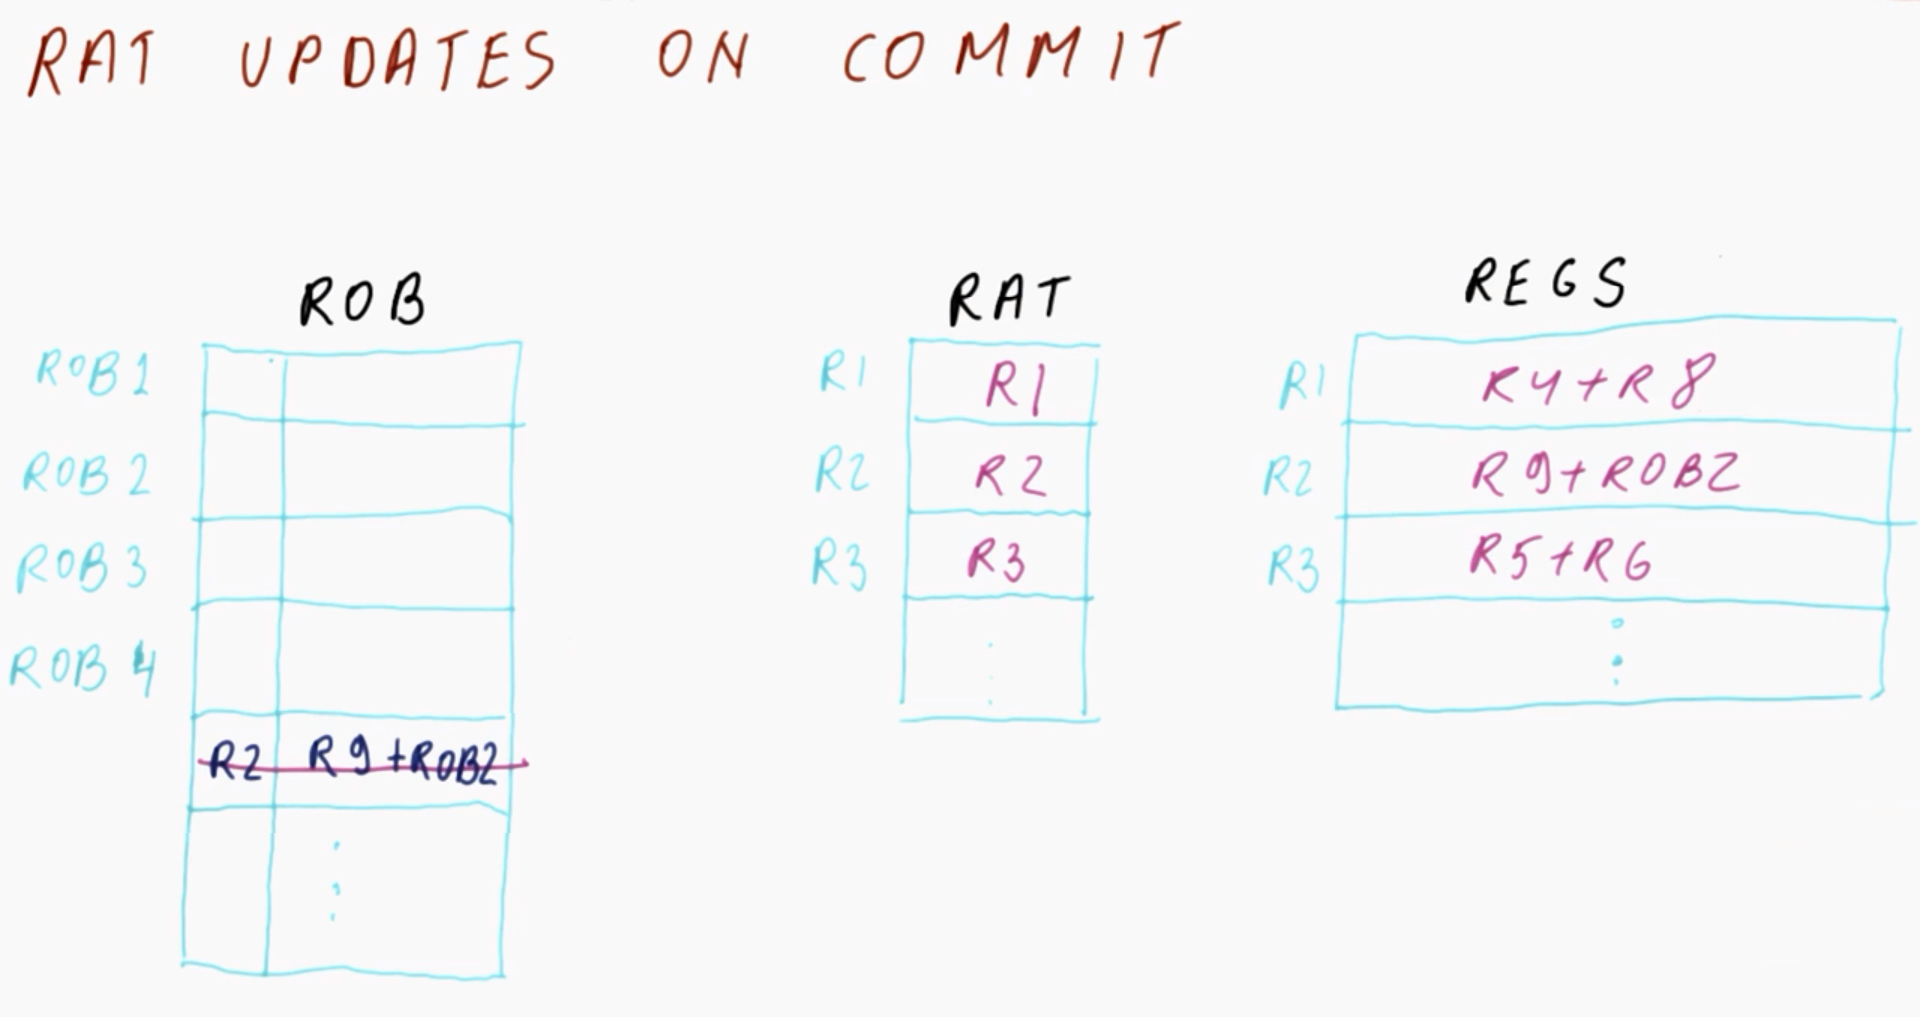 RAT UPDATES ON COMMIT
ROB
RAT
REGS
ROB 1
R1
R1
R1
R4+R8
ROB 2
R2
R2
R2
R9+ROB2
ROB 3
R3
R3
R3
R5+R6
ROB 4
R2
R9+ROB2